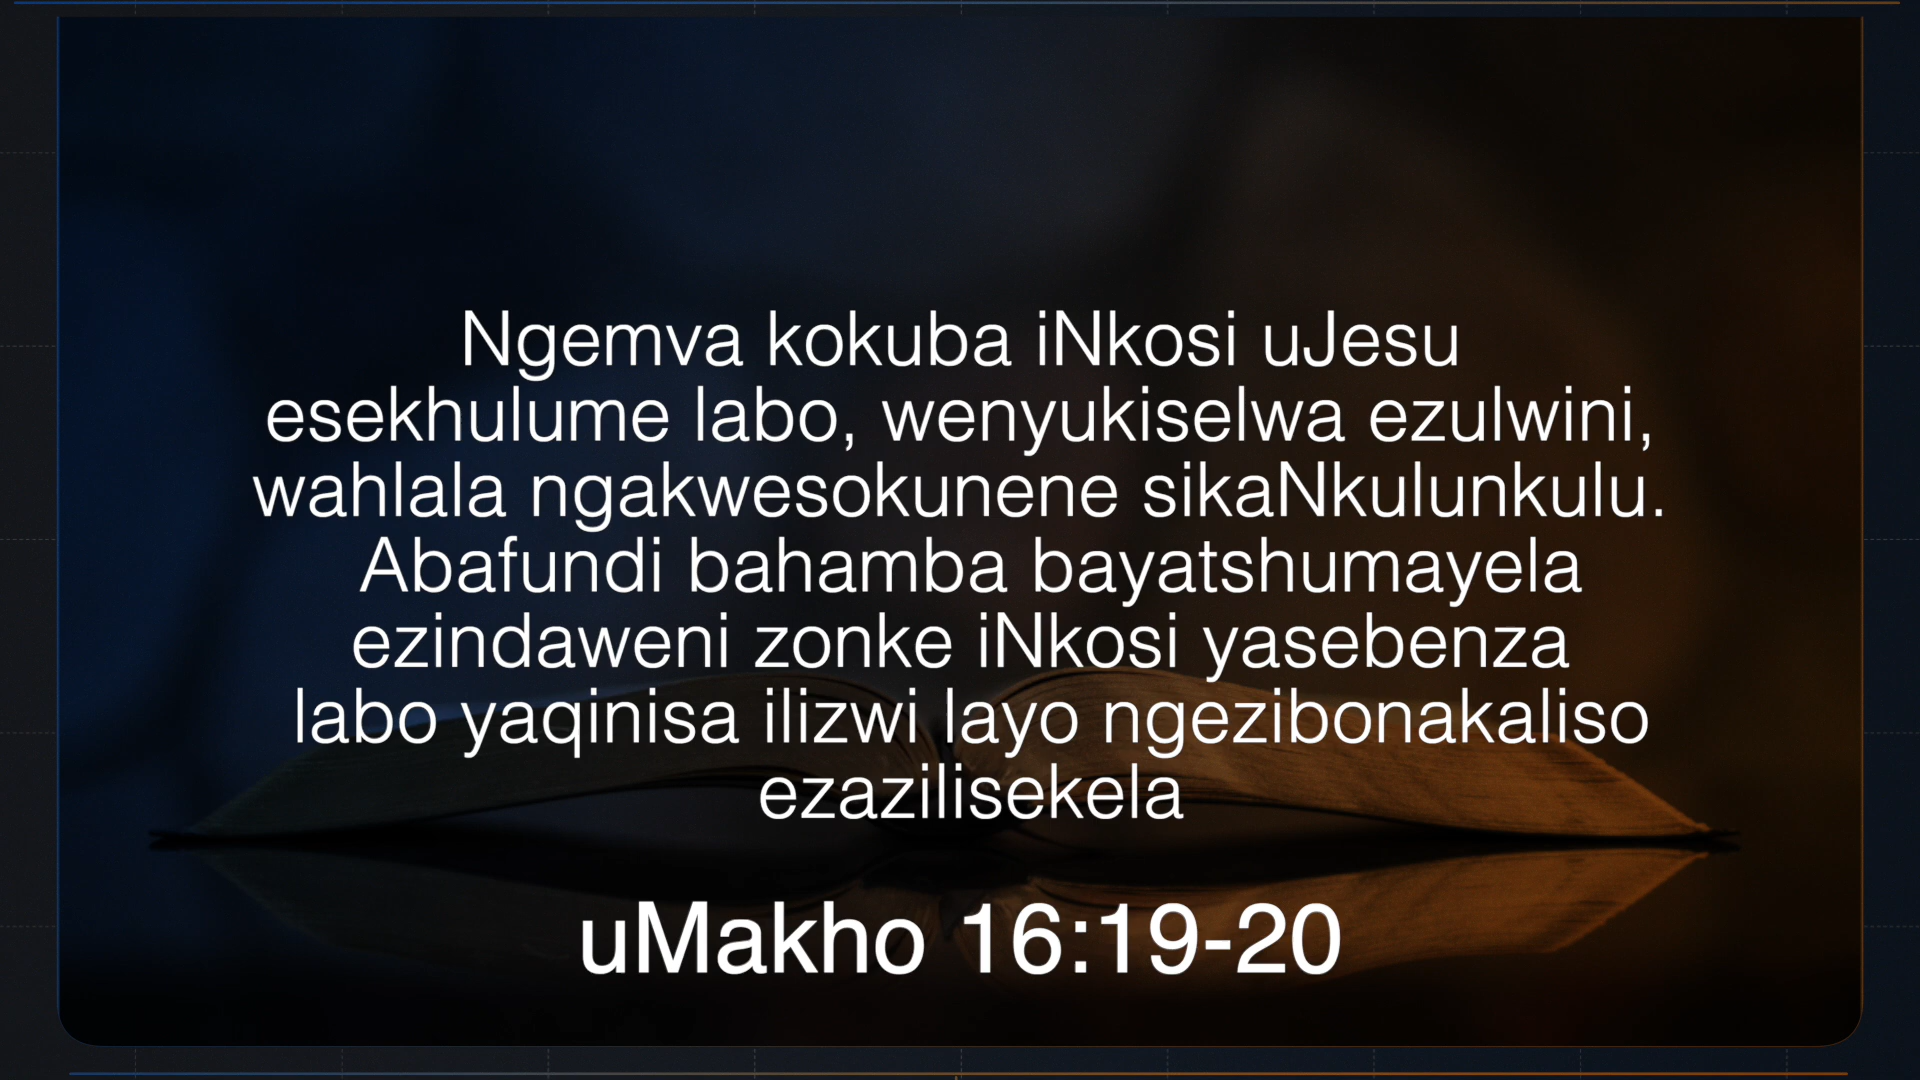 Ngemva kokuba iNkosi uJesu
esekhulume labo, wenyukiselwa ezulwini,
wahlala ngakwesokunene sikaNkulunkulu.
Abafundi bahamba bayatshumayela
ezindaweni zonke iNkosi yasebenza
labo yaqinisa ilizwi layo ngezibonakaliso
ezazilisekela
uMakho 16:19-20